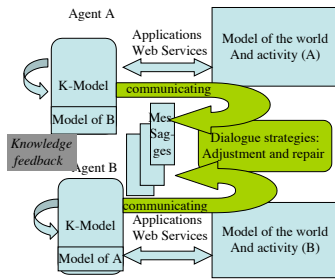 Agent A
Applications
Web Services
Model of the world
And activity (A)
K-Model
communicating
Model of B
Mes
Sag-
ges
Dialogue strategies:
Adjustment and repair
Knowledge
feedback
Agent B
K-Model
communicating
Model of A
Applications
Web Services
Model of the world
And activity (B)